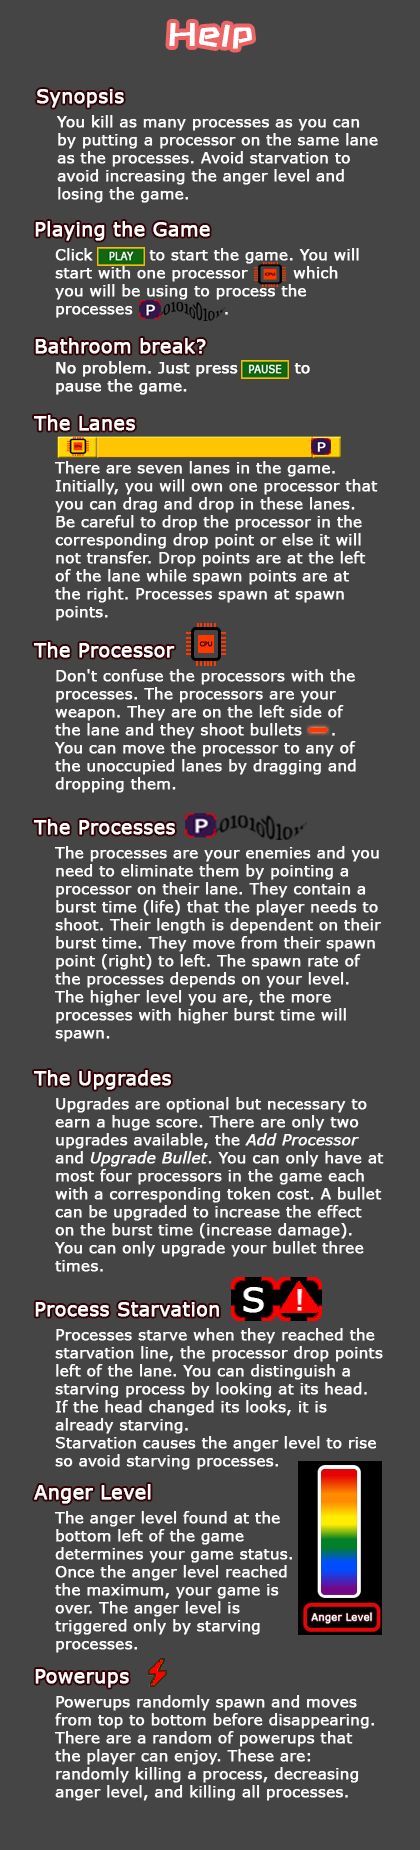 Help
Synopsis
You kill as many processes as you can
by putting a processor on the same lane
as the processes. Avoid starvation to
avoid increasing the anger level and
losing the game.
Playing the Game
Click PLAY to start the game. You will
start with one processor CPU which
you will be using to process the
processes P 01010010101 .
Bathroom break?
No problem. Just press PAUSE to
pause the game.
The Lanes
P
There are seven lanes in the game.
Initially, you will own one processor that
you can drag and drop in these lanes.
Be careful to drop the processor in the
corresponding drop point or else it will
not transfer. Drop points are at the left
of the lane while spawn points are at
the right. Processes spawn at spawn
points.
The Processor CPU
Don't confuse the processors with the
processes. The processors are your
weapon. They are on the left side of
the lane and they shoot bullets .
You can move the processor to any of
the unoccupied lanes by dragging and
dropping them.
The Processes P
The processes are your enemies and you
need to eliminate them by pointing a
processor on their lane. They contain a
burst time (life) that the player needs to
shoot. Their length is dependent on their
burst time. They move from their spawn
point (right) to left. The spawn rate of
the processes depends on your level.
The higher level you are, the more
processes with higher burst time will
spawn.
The Upgrades
Upgrades are optional but necessary to
earn a huge score. There are only two
upgrades available, the Add Processor
and Upgrade Bullet. You can only have at
most four processors in the game each
with a corresponding token cost. A bullet
can be upgraded to increase the effect
on the burst time (increase damage).
You can only upgrade your bullet three
times.
Process Starvation S !
Processes starve when they reached the
starvation line, the processor drop points
left of the lane. You can distinguish a
starving process by looking at its head.
If the head changed its looks, it is
already starving.
Starvation causes the anger level to rise
so avoid starving processes.
Anger Level
The anger level found at the
bottom left of the game
determines your game status.
Once the anger level reached
the maximum, your game is
over. The anger level is
triggered only by starving
processes.
Anger Level
Powerups
Powerups randomly spawn and moves
from top to bottom before disappearing.
There are a random of powerups that
the player can enjoy. These are:
randomly killing a process, decreasing
anger level, and killing all processes.